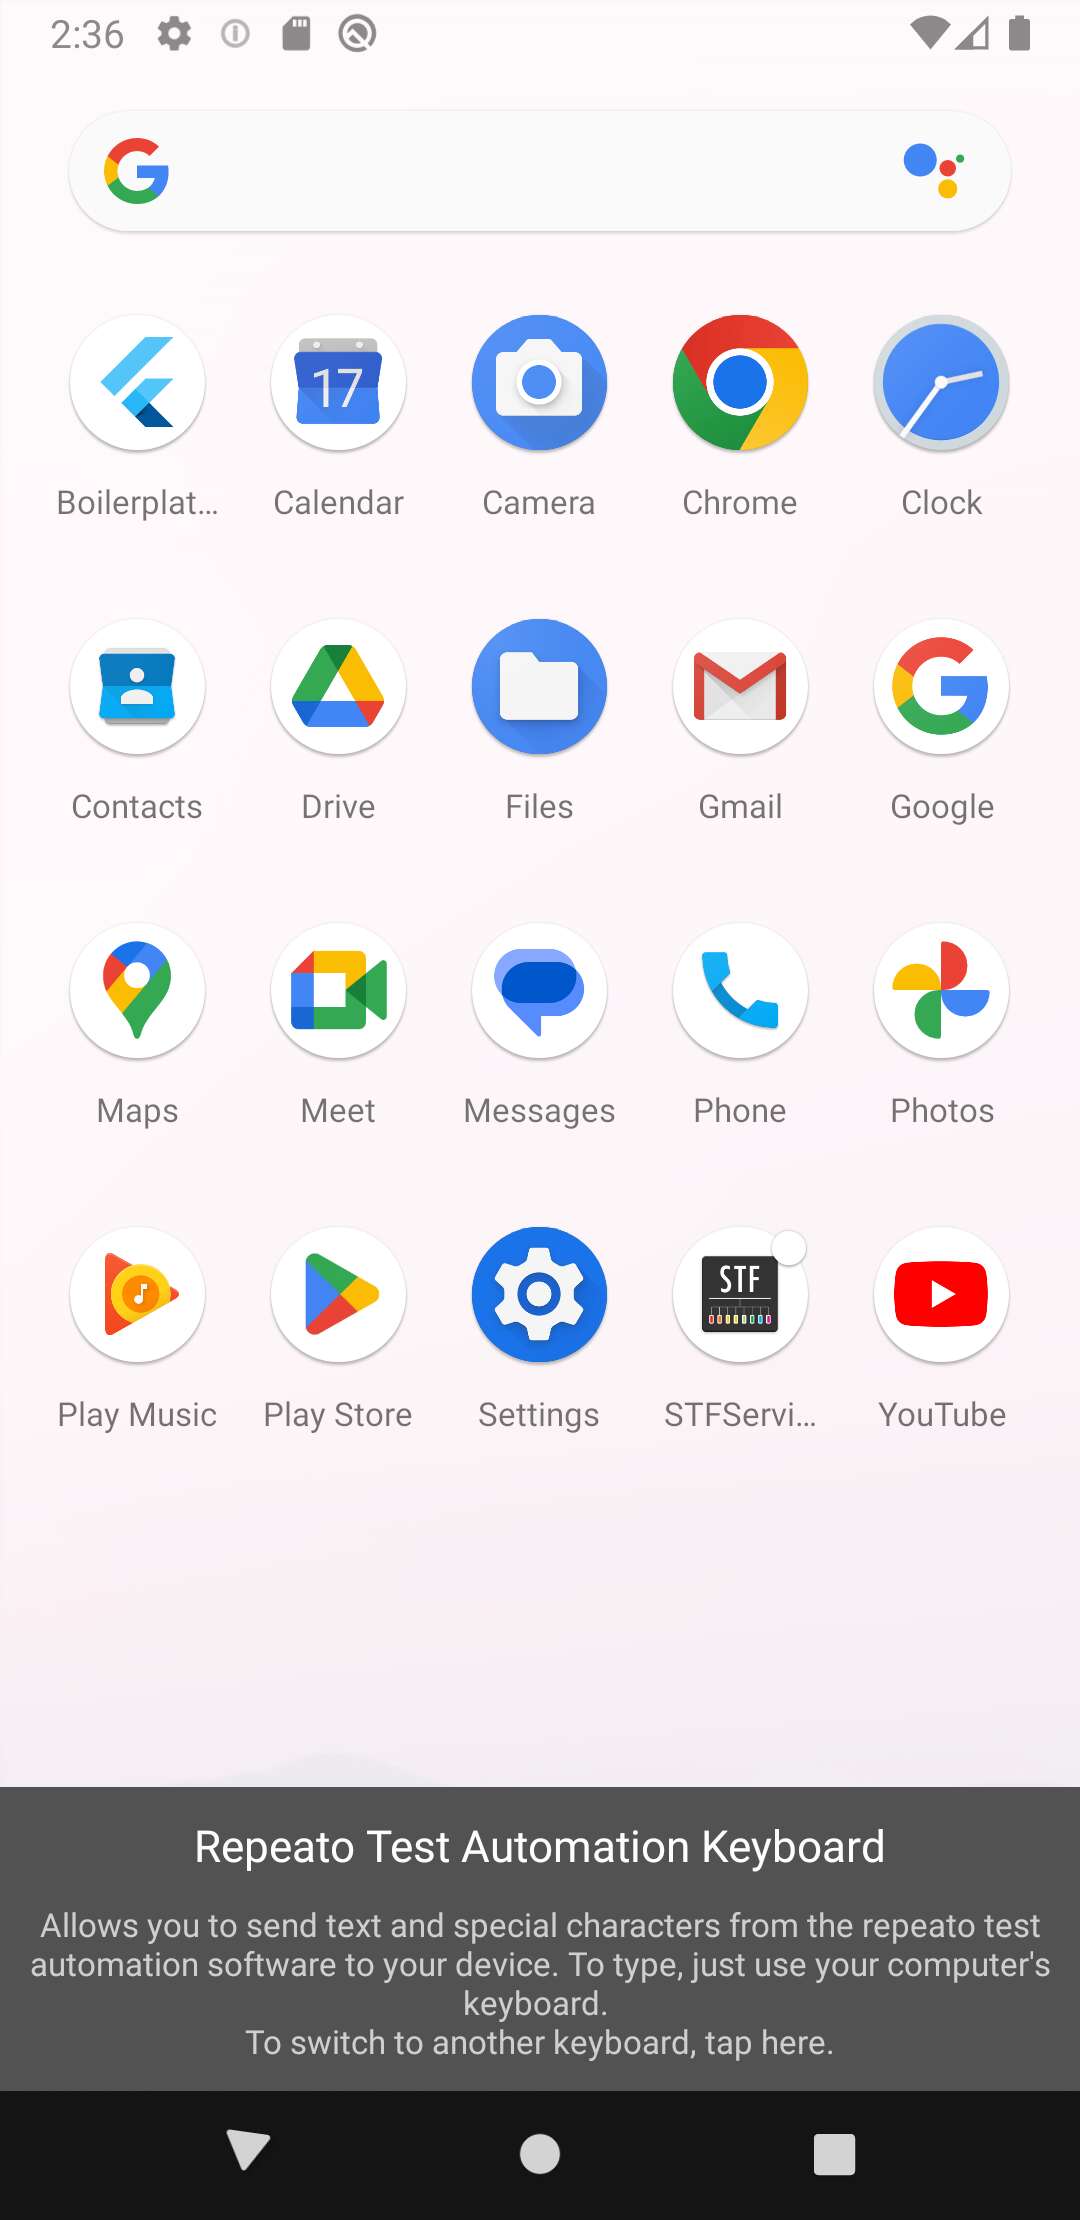 2:36
Boilerplat...
Calendar
Camera
Chrome
Clock
17
Contacts
Drive
Files
Gmail
Google
Maps
Meet
Messages
Phone
Photos
STF
Play Music
Play Store
Settings
STFServi...
YouTube
Repeato Test Automation Keyboard
Allows you to send text and special characters from the repeato test
automation software to your device. To type, just use your computer's
keyboard.
To switch to another keyboard, tap here.